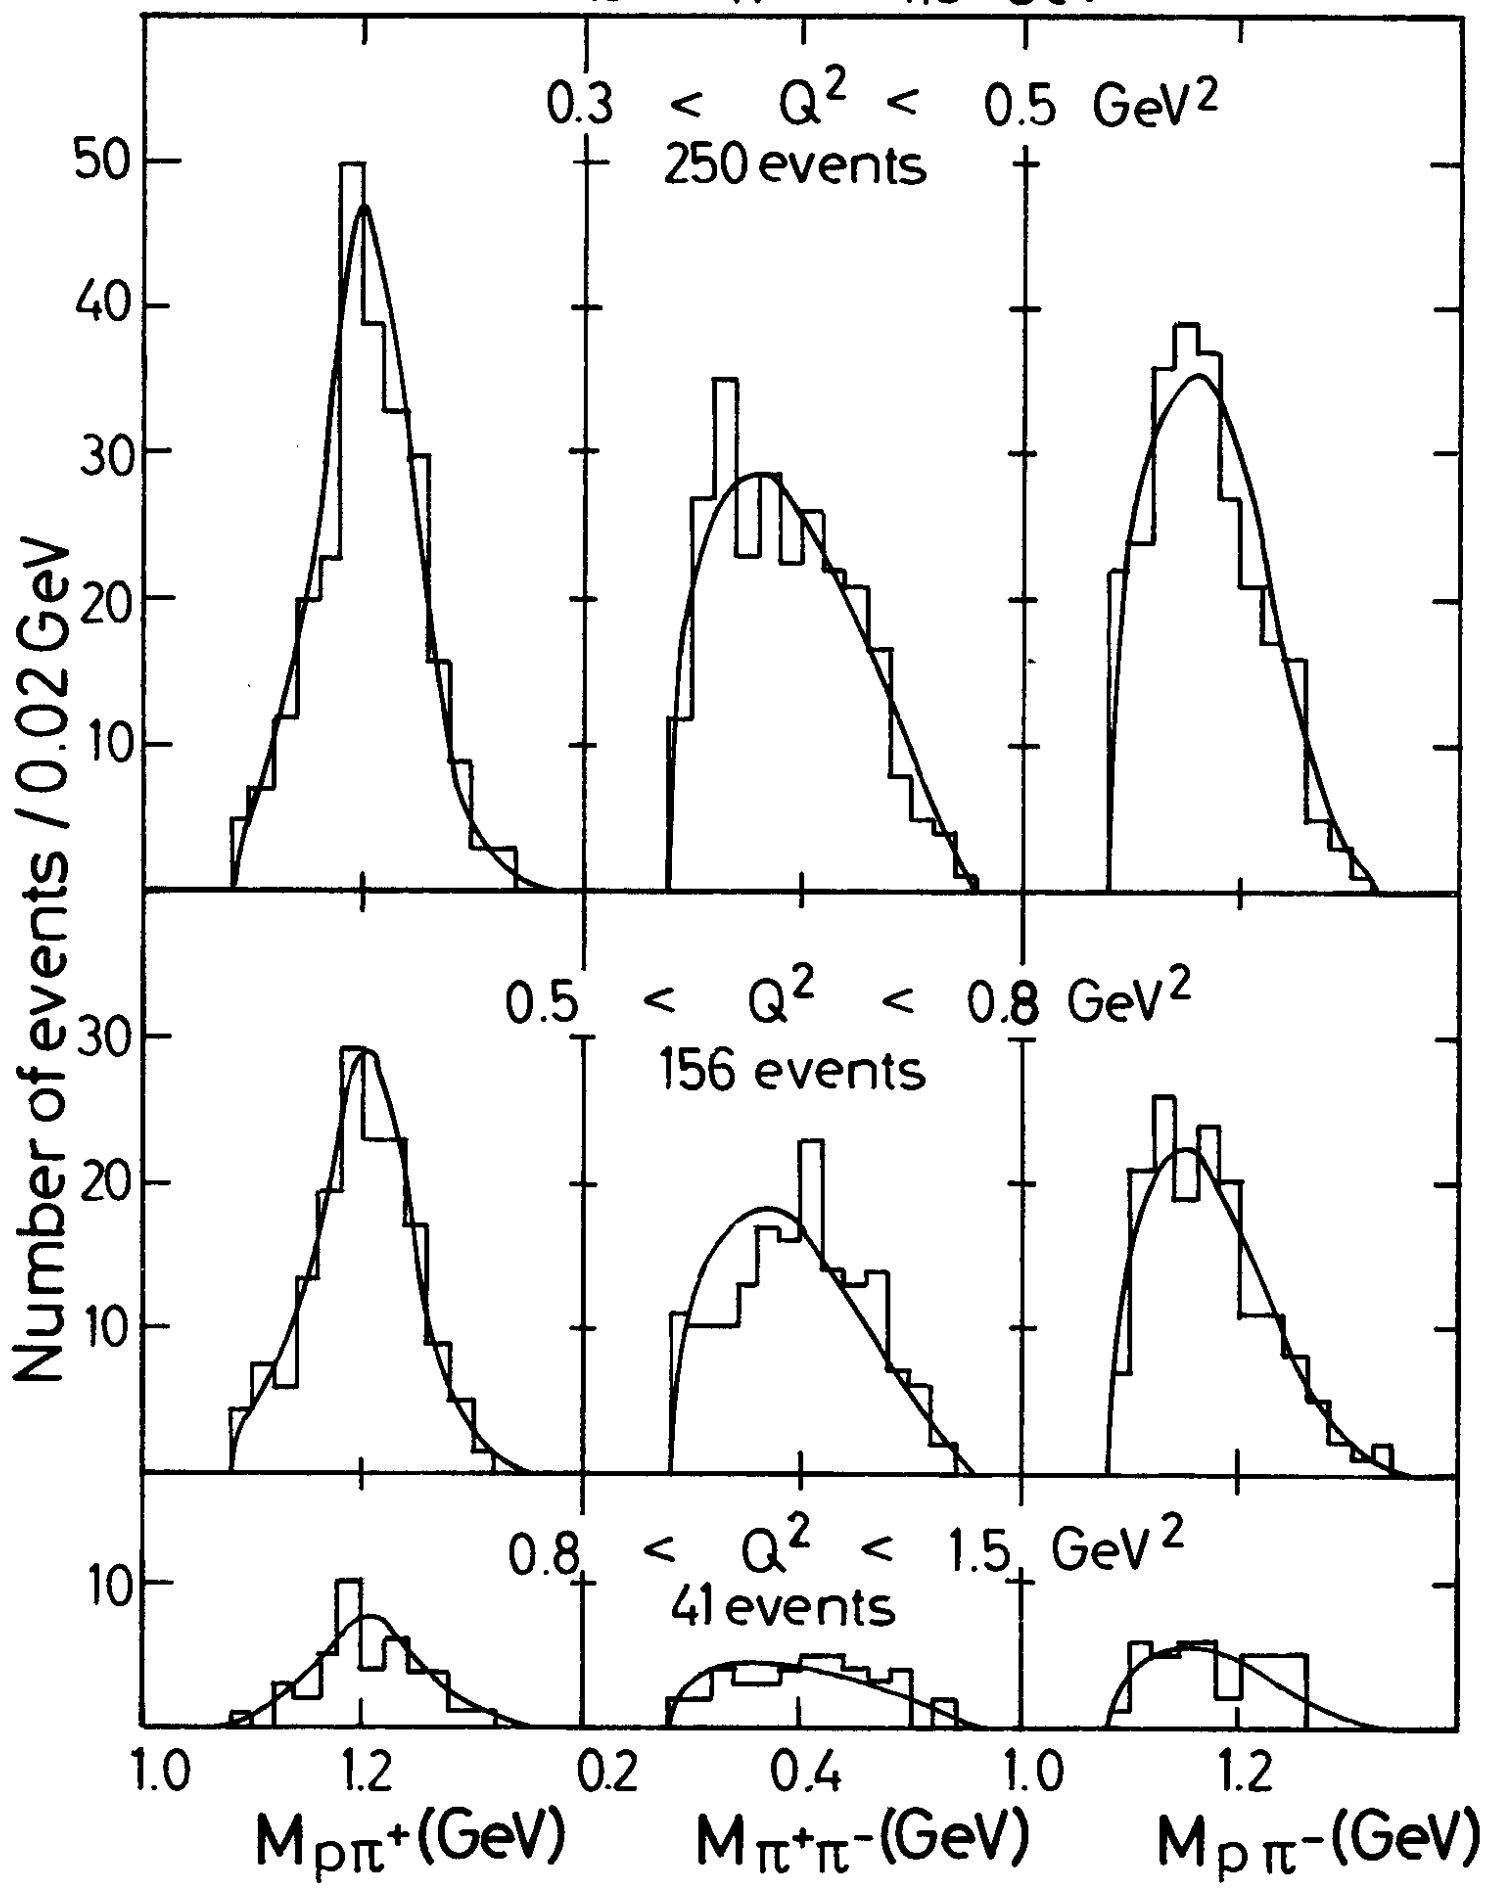 0.3 < Q² < 0.5 GeV²
250 events
50
40
30
20
10
0.5 < Q² < 0.8 GeV²
156 events
30
20
10
0.8 < Q² < 1.5 GeV²
41 events
10
Number of events / 0.02 GeV
1.0 1.2 0.2 0.4 1.0 1.2
Mpπ+(GeV) Mπ+π-(GeV) Mpπ-(GeV)